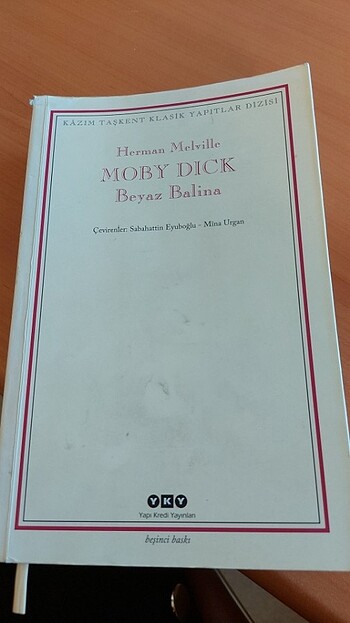 KÂZIM TAŞKENT KLASİK YAPITLAR DİZİSİ
Herman Melville
MOBY DICK
Beyaz Balina
Çevirenler: Sabahattin Eyuboğlu - Mîna Urgan
YKY
Yapı Kredi Yayınları
beşinci baskı